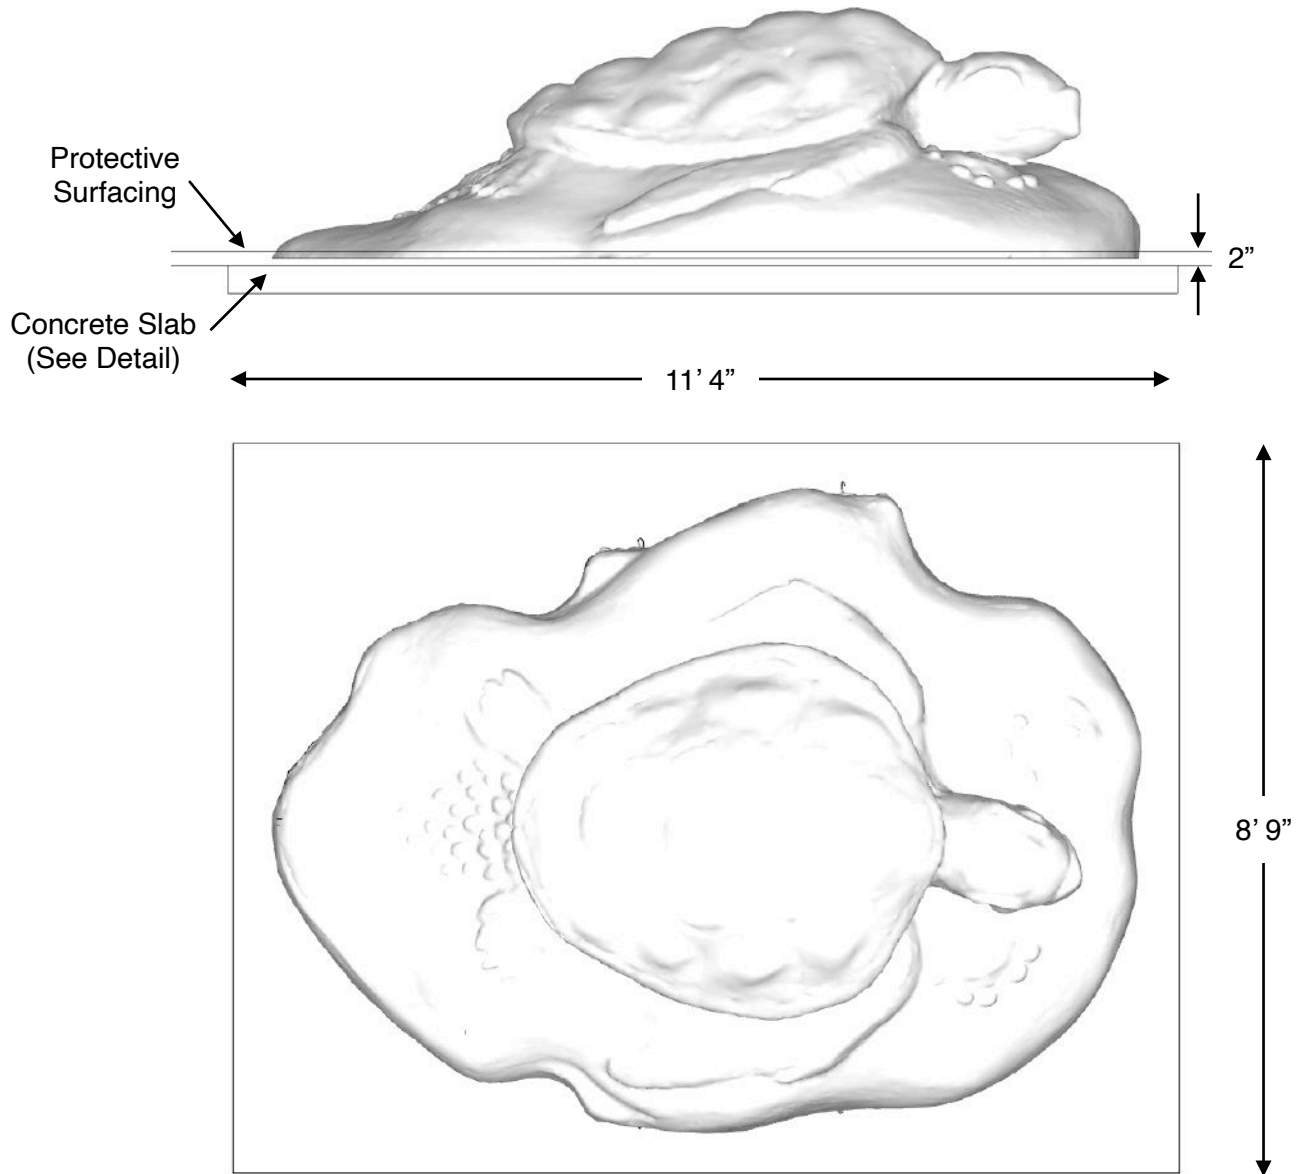 Protective
Surfacing
2”
Concrete Slab
(See Detail)
11’ 4”
8’ 9”